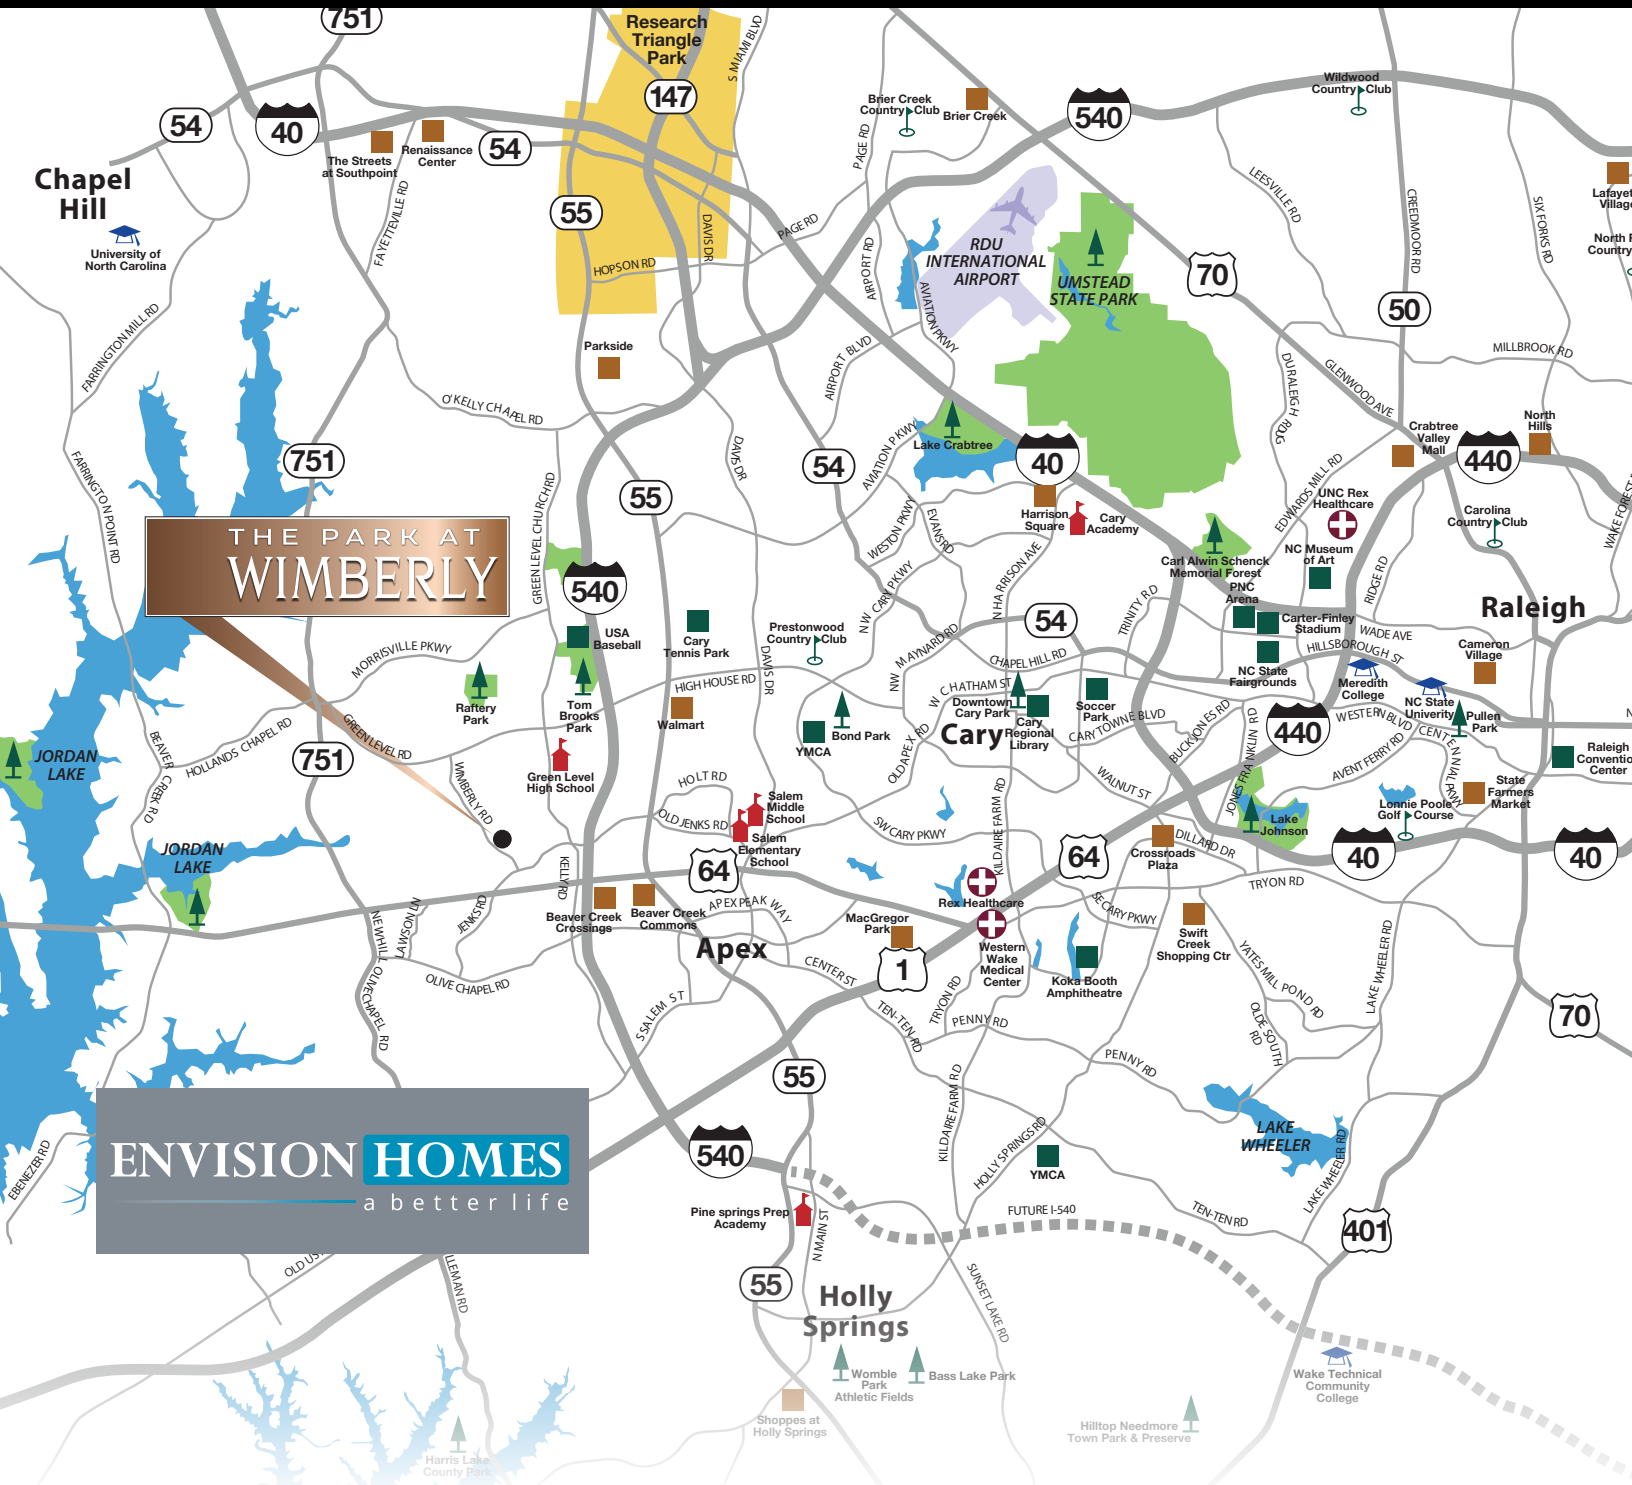 751
Research
Triangle
Park
147
S MIAMI BLVD
54
40
The Streets
at Southpoint
Renaissance
Center
54
Brier Creek
Country Club
Brier Creek
PAGE RD
540
Wildwood
Country Club
Chapel
Hill
University of
North Carolina
FAYETTEVILLE RD
55
HOPSON RD
DAVIS DR
PAGE RD
AIRPORT RD
AVIATION PKWY
RDU
INTERNATIONAL
AIRPORT
UMSTEAD
STATE PARK
70
LEESVILLE RD
CREEDMOOR RD
50
SIX FORKS RD
FARRINGTON MILL RD
Parkside
O'KELLY CHAPEL RD
AIRPORT BLVD
DURALEIGH RD
GLENWOOD AVE
MILLBROOK RD
751
FARRINGTON POINT RD
55
DAVIS DR
54
AVIATION PKWY
Lake Crabtree
40
Harrison
Square
Cary
Academy
EDWARDS MILL RD
Crabtree
Valley
Mall
440
North
Hills
UNC Rex
Healthcare
NC Museum
of Art
Carolina
Country Club
THE PARK AT
WIMBERLY
GREEN LEVEL CHURCH RD
540
USA
Baseball
Cary
Tennis Park
Prestonwood
Country Club
WESTON PKWY
EVANS RD
N HARRISON AVE
NW CARY PKWY
NW MAYNARD RD
54
CHAPEL HILL RD
TRINITY RD
Carl Alwin Schenck
Memorial Forest
PNC
Arena
Carter-Finley
Stadium
NC State
Fairgrounds
RIDGE RD
WADE AVE
HILLSBOROUGH ST
Raleigh
Cameron
Village
Meredith
College
NC State
Univerity
Pullen
Park
WESTERN BLVD
MORRISVILLE PKWY
Raftery
Park
Tom
Brooks
Park
HIGH HOUSE RD
DAVIS DR
Walmart
YMCA
Bond Park
W CHATHAM ST
Downtown
Cary Park
Cary
Cary
Regional
Library
Soccer
Park
CARY TOWNE BLVD
BUCK JONES RD
440
AVENT FERRY RD
CENTENNIAL PKWY
Raleigh
Conventio
Center
JORDAN
LAKE
HOLLANDS CHAPEL RD
BEAVER CREEK RD
751
GREEN LEVEL RD
WIMBERLY RD
Green Level
High School
HOLT RD
OLD JENKS RD
Salem
Middle
School
Salem
Elementary
School
OLD APEX RD
SW CARY PKWY
KILDAIRE FARM RD
WALNUT ST
JONES FRANKLIN RD
Lake
Johnson
Lonnie Poole
Golf Course
State
Farmers
Market
JORDAN
LAKE
KELLY RD
64
64
Crossroads
Plaza
DILLARD DR
40
40
Beaver Creek
Crossings
Beaver Creek
Commons
APEX PEAK WAY
MacGregor
Park
Rex Healthcare
SE CARY PKWY
TRYON RD
NEW HILL OLIVE CHAPEL RD
LAWSON LN
JENKS RD
OLIVE CHAPEL RD
Apex
CENTER ST
1
Western
Wake
Medical
Center
Koka Booth
Amphitheatre
Swift
Creek
Shopping Ctr
YATES MILL POND RD
LAKE WHEELER RD
S SALEM ST
TEN-TEN RD
TRYON RD
PENNY RD
PENNY RD
OLDE SOUTH
RD
70
55
KILDAIRE FARM RD
ENVISION HOMES
a better life
EBENEZER RD
540
HOLLY SPRINGS RD
YMCA
LAKE
WHEELER
LAKE WHEELER RD
Pine springs Prep
Academy
N MAIN ST
FUTURE I-540
TEN-TEN RD
401
55
Holly
Springs
SUNSET LAKE RD
Womble
Park
Athletic Fields
Bass Lake Park
Shoppes at
Holly Springs
Hilltop Needmore
Town Park & Preserve
Wake Technical
Community
College
Harris Lake
County Park